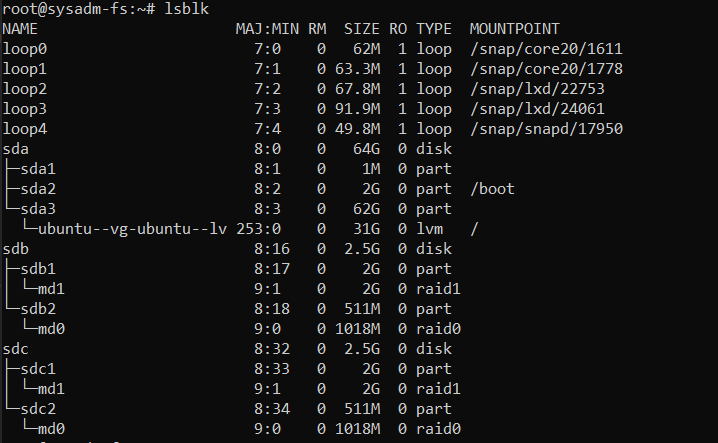 root@sysadm-fs:~# lsblk
NAME                      MAJ:MIN RM  SIZE RO TYPE  MOUNTPOINT
loop0                       7:0    0   62M  1 loop  /snap/core20/1611
loop1                       7:1    0 63.3M  1 loop  /snap/core20/1778
loop2                       7:2    0 67.8M  1 loop  /snap/lxd/22753
loop3                       7:3    0 91.9M  1 loop  /snap/lxd/24061
loop4                       7:4    0 49.8M  1 loop  /snap/snapd/17950
sda                         8:0    0   64G  0 disk
├─sda1                      8:1    0    1M  0 part
├─sda2                      8:2    0    2G  0 part  /boot
└─sda3                      8:3    0   62G  0 part
  └─ubuntu--vg-ubuntu--lv 253:0    0   31G  0 lvm   /
sdb                         8:16   0  2.5G  0 disk
├─sdb1                      8:17   0    2G  0 part
│ └─md1                     9:1    0    2G  0 raid1
└─sdb2                      8:18   0  511M  0 part
  └─md0                     9:0    0 1018M  0 raid0
sdc                         8:32   0  2.5G  0 disk
├─sdc1                      8:33   0    2G  0 part
│ └─md1                     9:1    0    2G  0 raid1
└─sdc2                      8:34   0  511M  0 part
  └─md0                     9:0    0 1018M  0 raid0